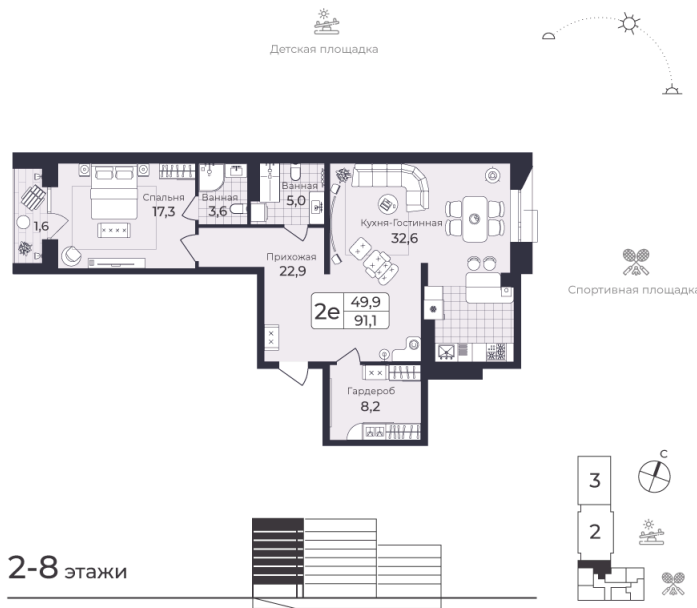 Детская площадка
Спальня
17,3
Ванная
3,6
Ванная
5,0
Кухня-Гостинная
32,6
1,6
Прихожая
22,9
2е
49,9
91,1
Спортивная площадка
Гардероб
8,2
С
3
2
2-8 этажи